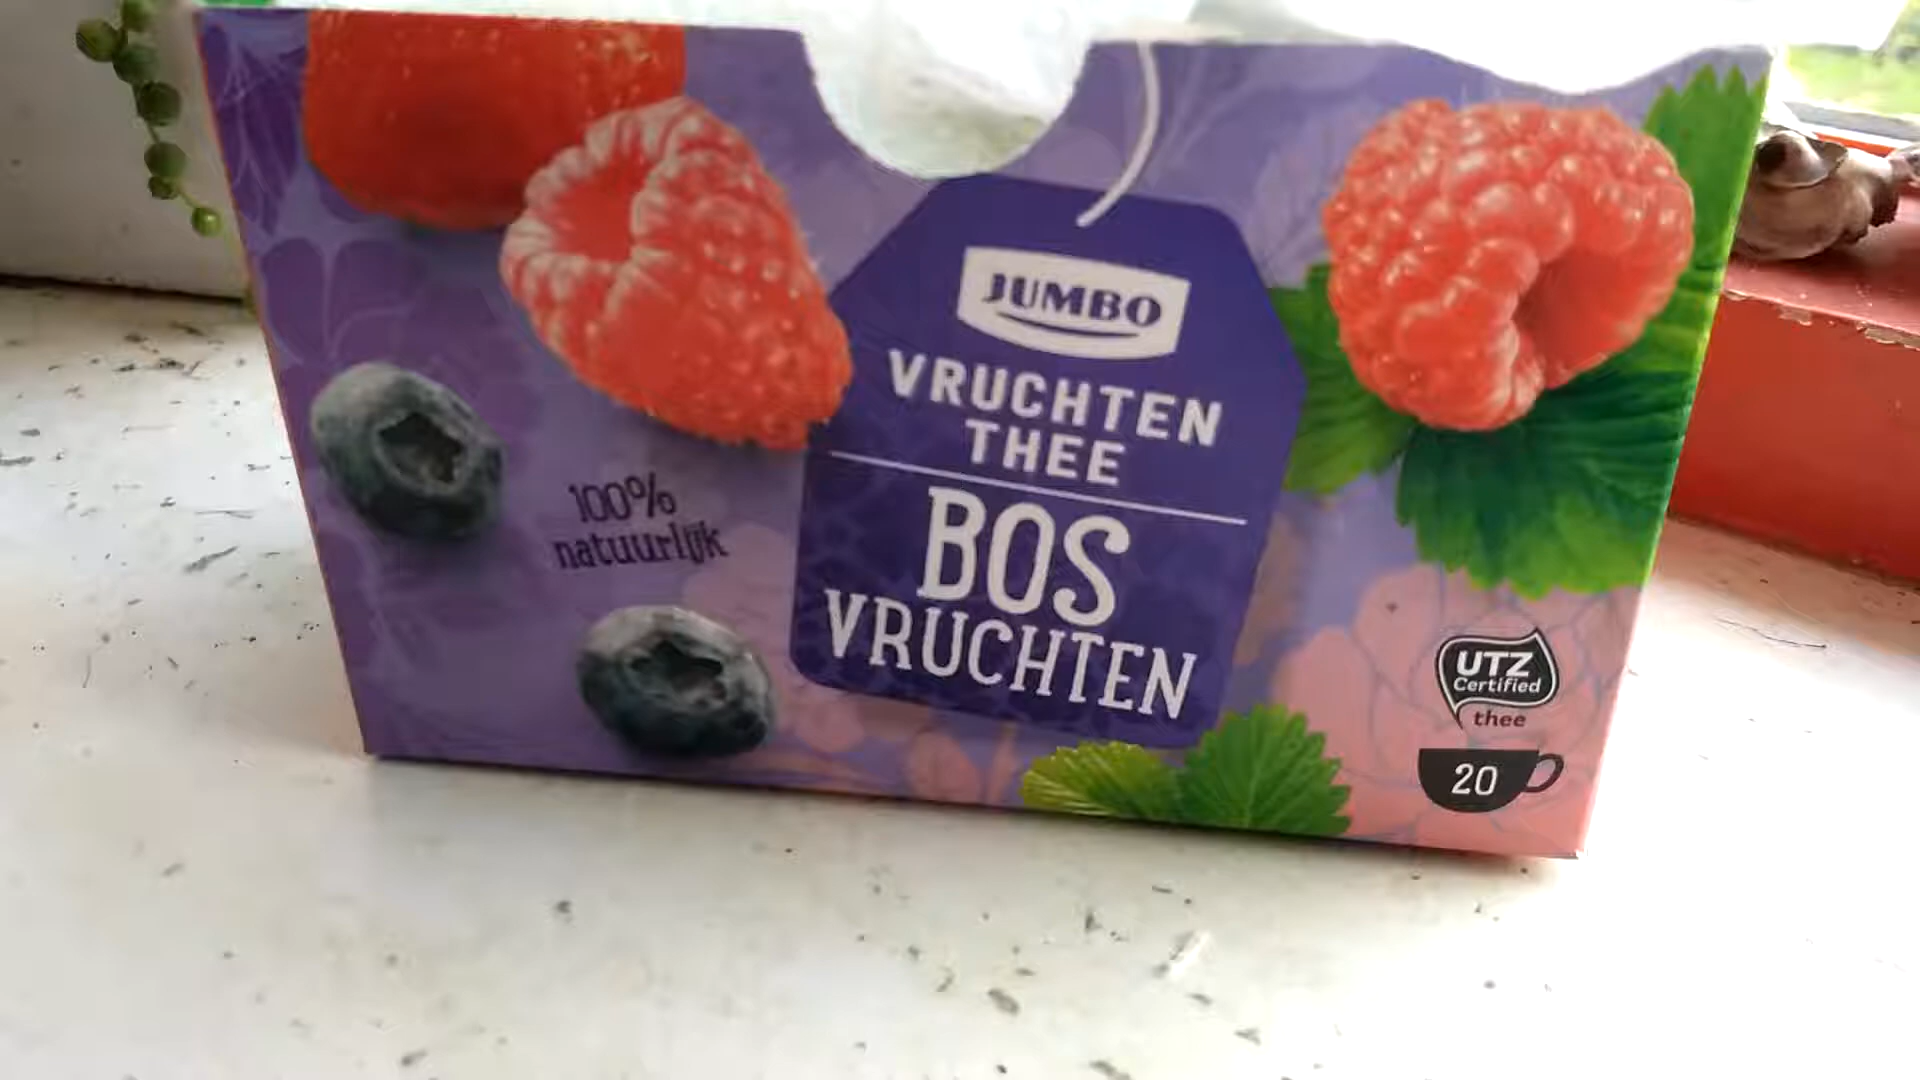 JUMBO
VRUCHTEN
THEE
BOS
VRUCHTEN
100%
natuurlijk
UTZ
Certified
thee
20